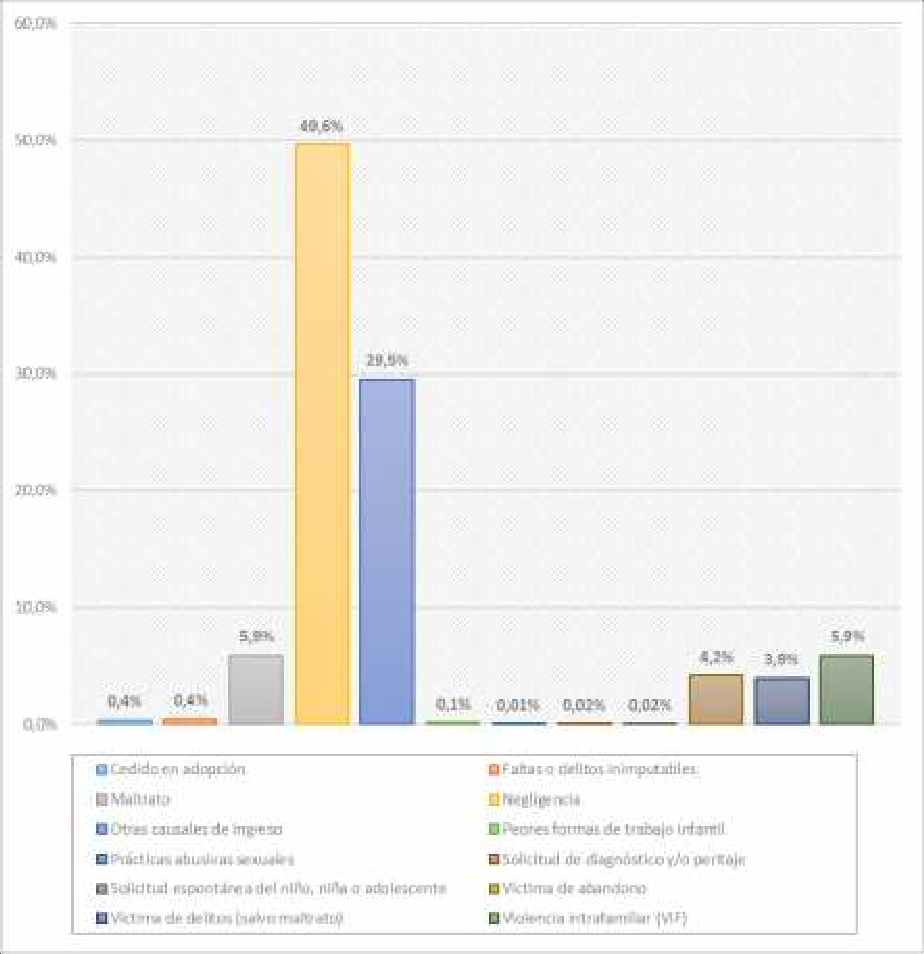 60,0%
50,0%
40,0%
30,0%
20,0%
10,0%
0,0%
0,4%
0,4%
5,9%
49,6%
29,5%
0,1%
0,01%
0,02%
0,02%
4,2%
3,9%
5,9%
Cedido en adopción
Faltas o delitos inimputables
Maltrato
Negligencia
Otras causales de ingreso
Peores formas de trabajo infantil
Prácticas abusivas sexuales
Solicitud de diagnóstico y/o peritaje
Solicitud espontánea del niño, niña o adolescente
Víctima de abandono
Víctima de delitos (salvo maltrato)
Violencia intrafamiliar (VIF)